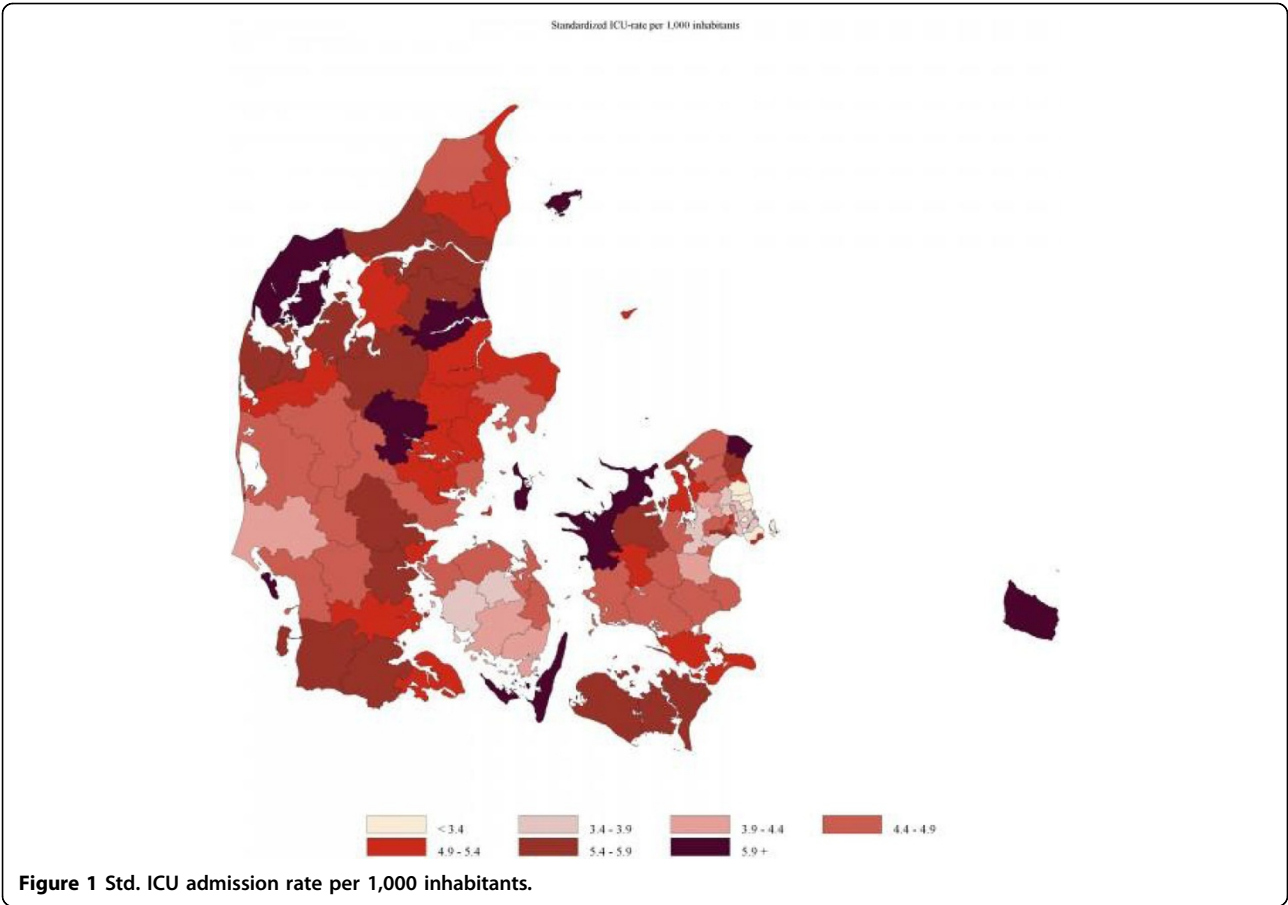 Standardized ICU-rate per 1,000 inhabitants
< 3.4
3.4 - 3.9
3.9 - 4.4
4.4 - 4.9
4.9 - 5.4
5.4 - 5.9
5.9 +
Figure 1 Std. ICU admission rate per 1,000 inhabitants.